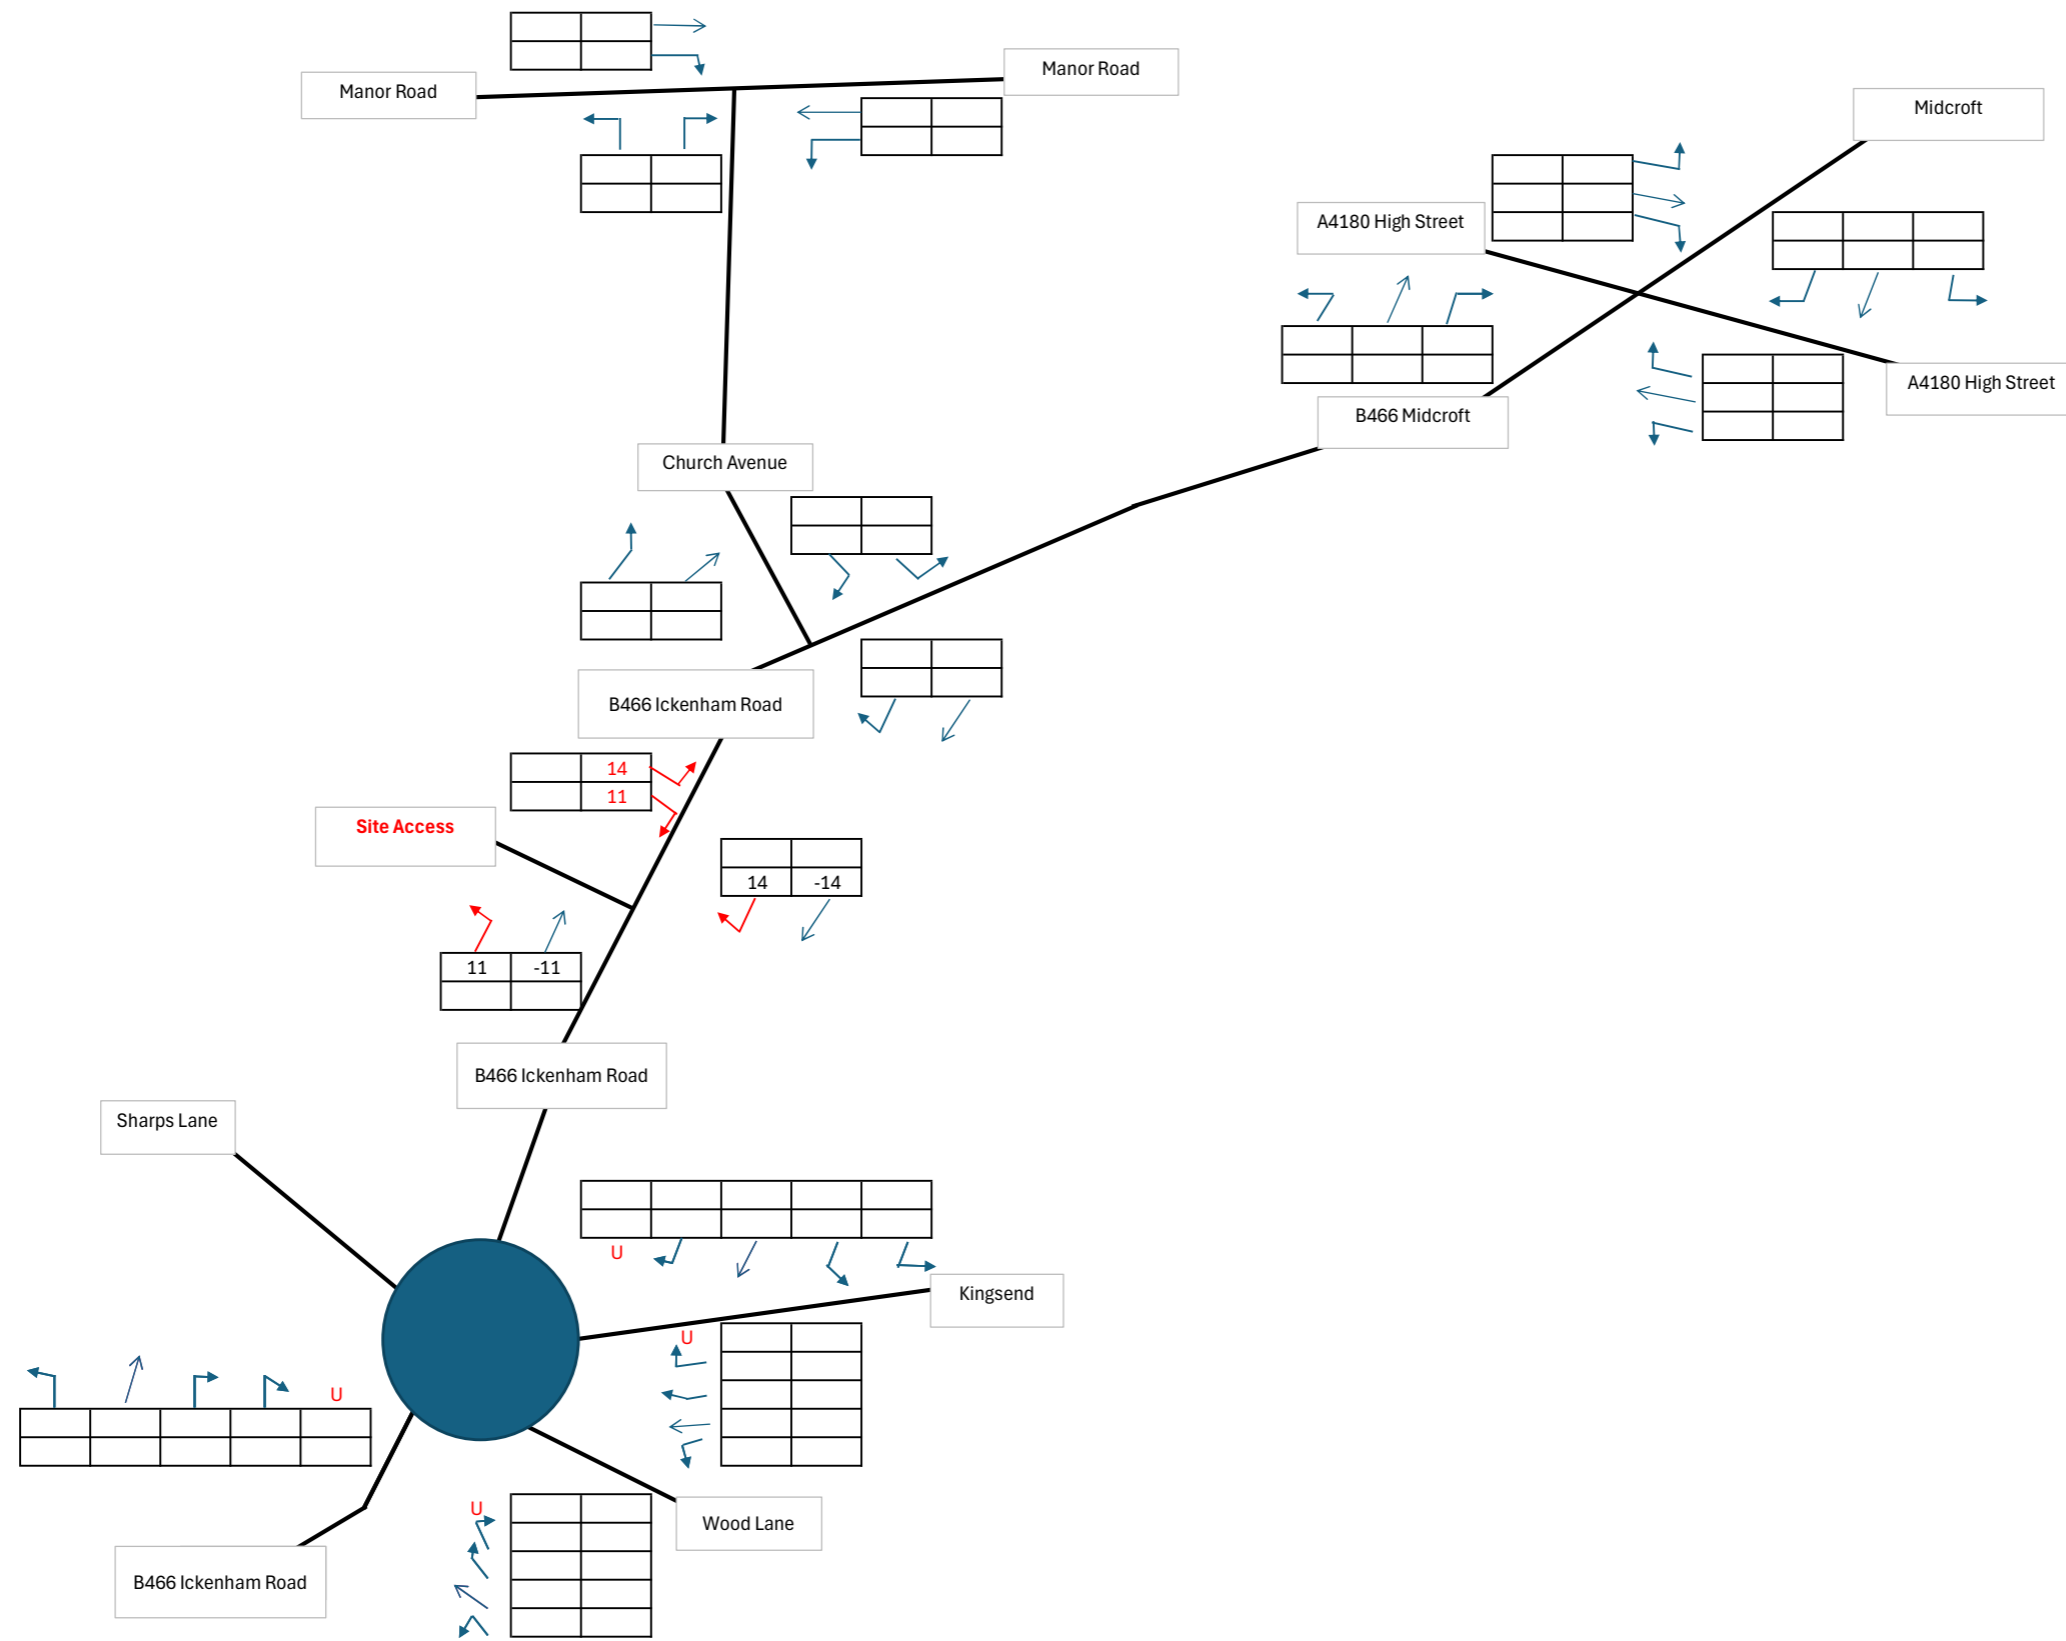 Manor Road
Manor Road
Midcroft
A4180 High Street
A4180 High Street
B466 Midcroft
Church Avenue
B466 Ickenham Road
14
11
Site Access
14 -14
11 -11
B466 Ickenham Road
Sharps Lane
U
Kingsend
U
U
U
Wood Lane
B466 Ickenham Road